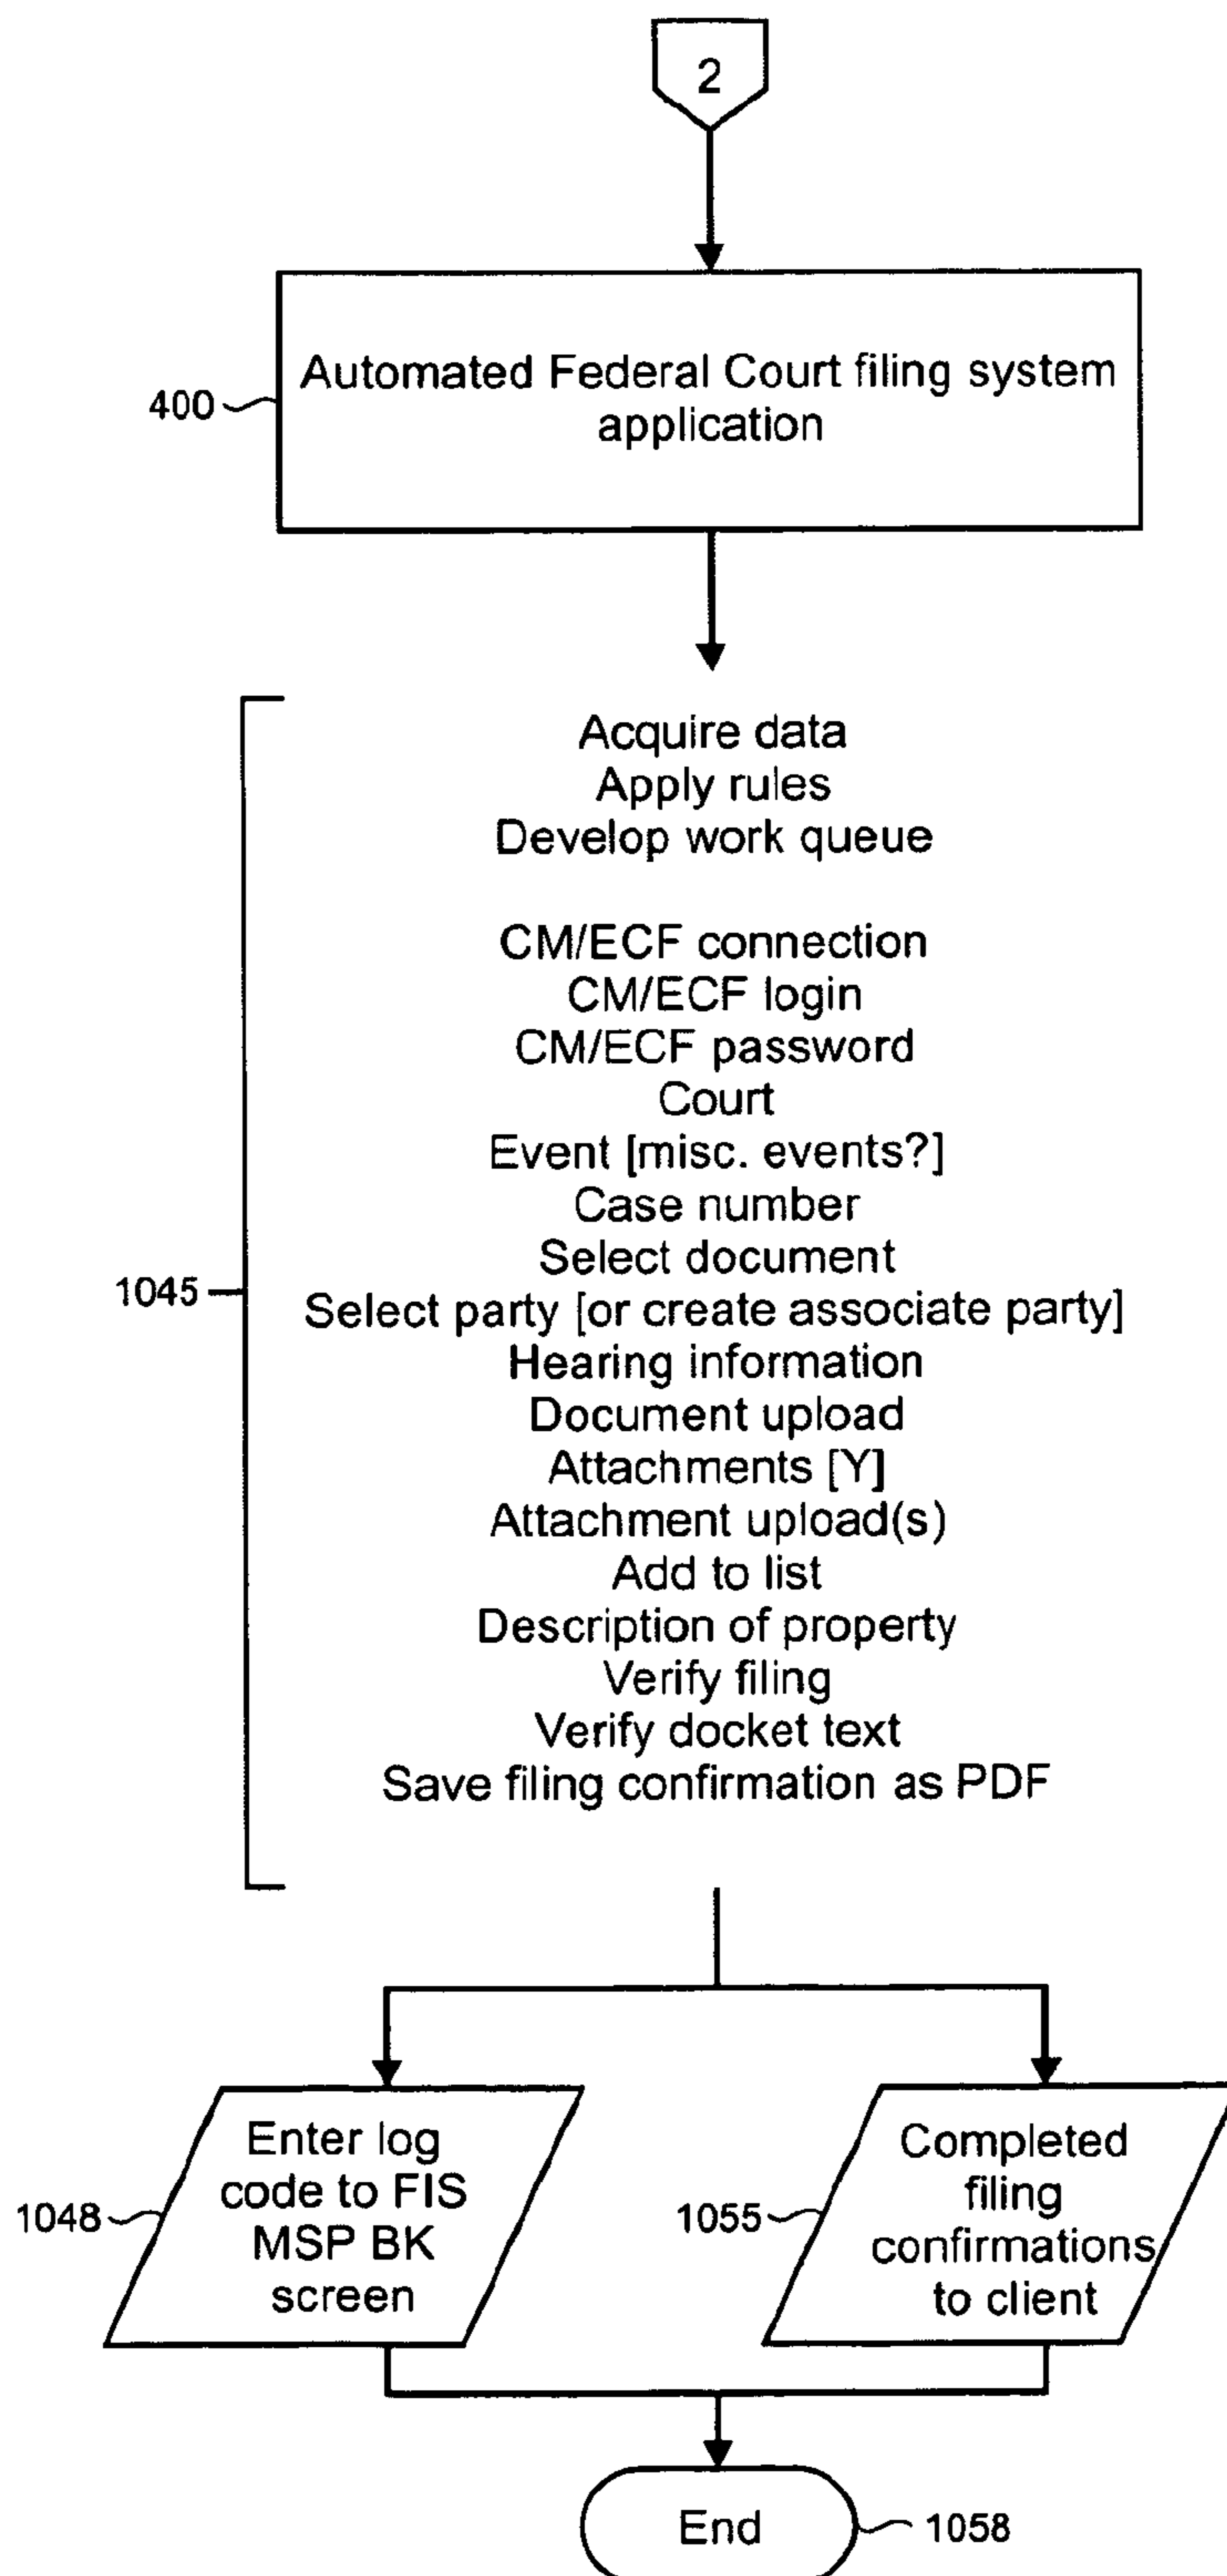 2
Automated Federal Court filing system
application
400
Acquire data
Apply rules
Develop work queue
CM/ECF connection
CM/ECF login
CM/ECF password
Court
Event [misc. events?]
Case number
Select document
1045
Select party [or create associate party]
Hearing information
Document upload
Attachments [Y]
Attachment upload(s)
Add to list
Description of property
Verify filing
Verify docket text
Save filing confirmation as PDF
Enter log
code to FIS
MSP BK
screen
1048
Completed
filing
confirmations
to client
1055
End
1058